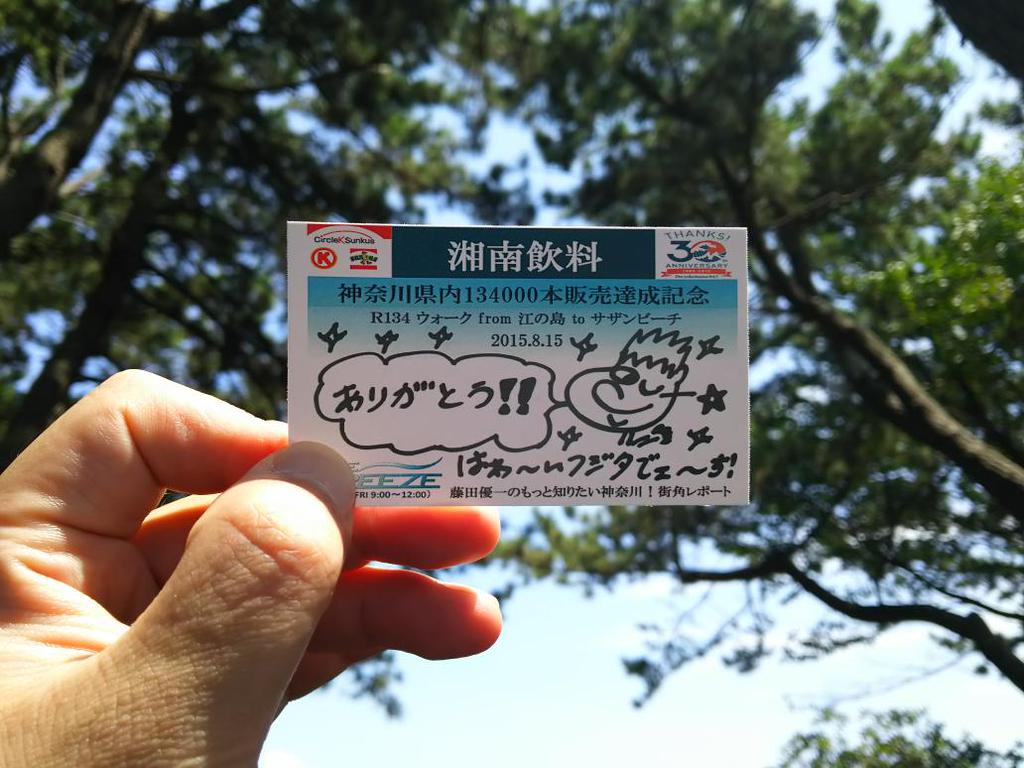 CircleK Sunkus
K
湘南飲料
THANKS!
30
ANNIVERSARY
神奈川県内134000本販売達成記念
R134 ウォーク from 江の島 to サザンビーチ
2015.8.15
ありがとう!!
はぁ〜いフジタでェ〜ち!
EEZE
FRI 9:00〜12:00)
藤田優一のもっと知りたい神奈川！街角レポート